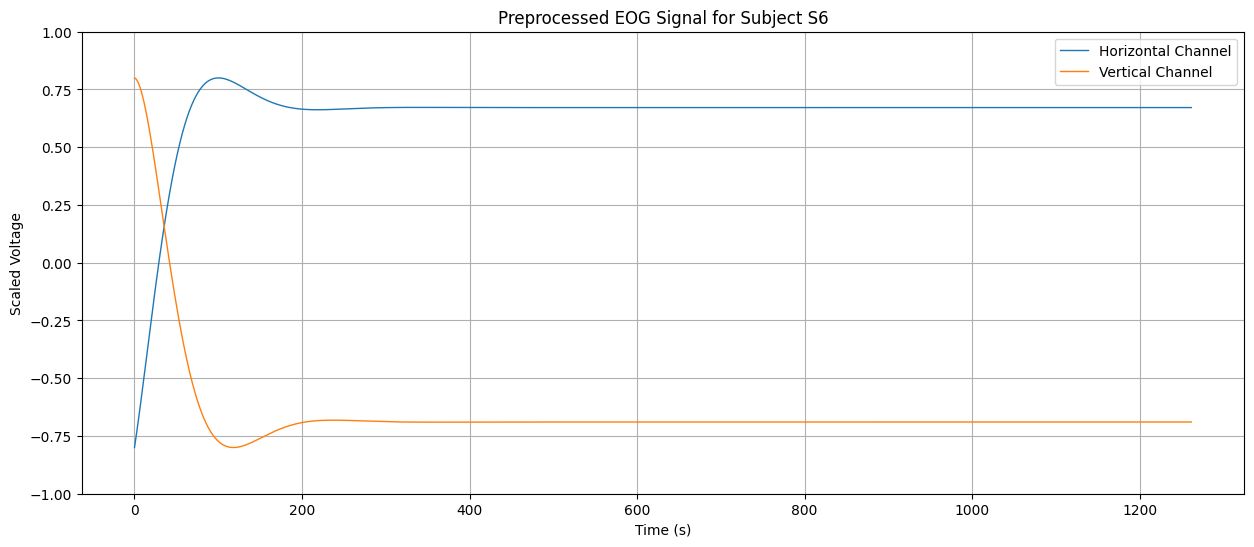 Preprocessed EOG Signal for Subject S6
Horizontal Channel
Vertical Channel
Scaled Voltage
1.00
0.75
0.50
0.25
0.00
−0.25
−0.50
−0.75
−1.00
0 200 400 600 800 1000 1200
Time (s)